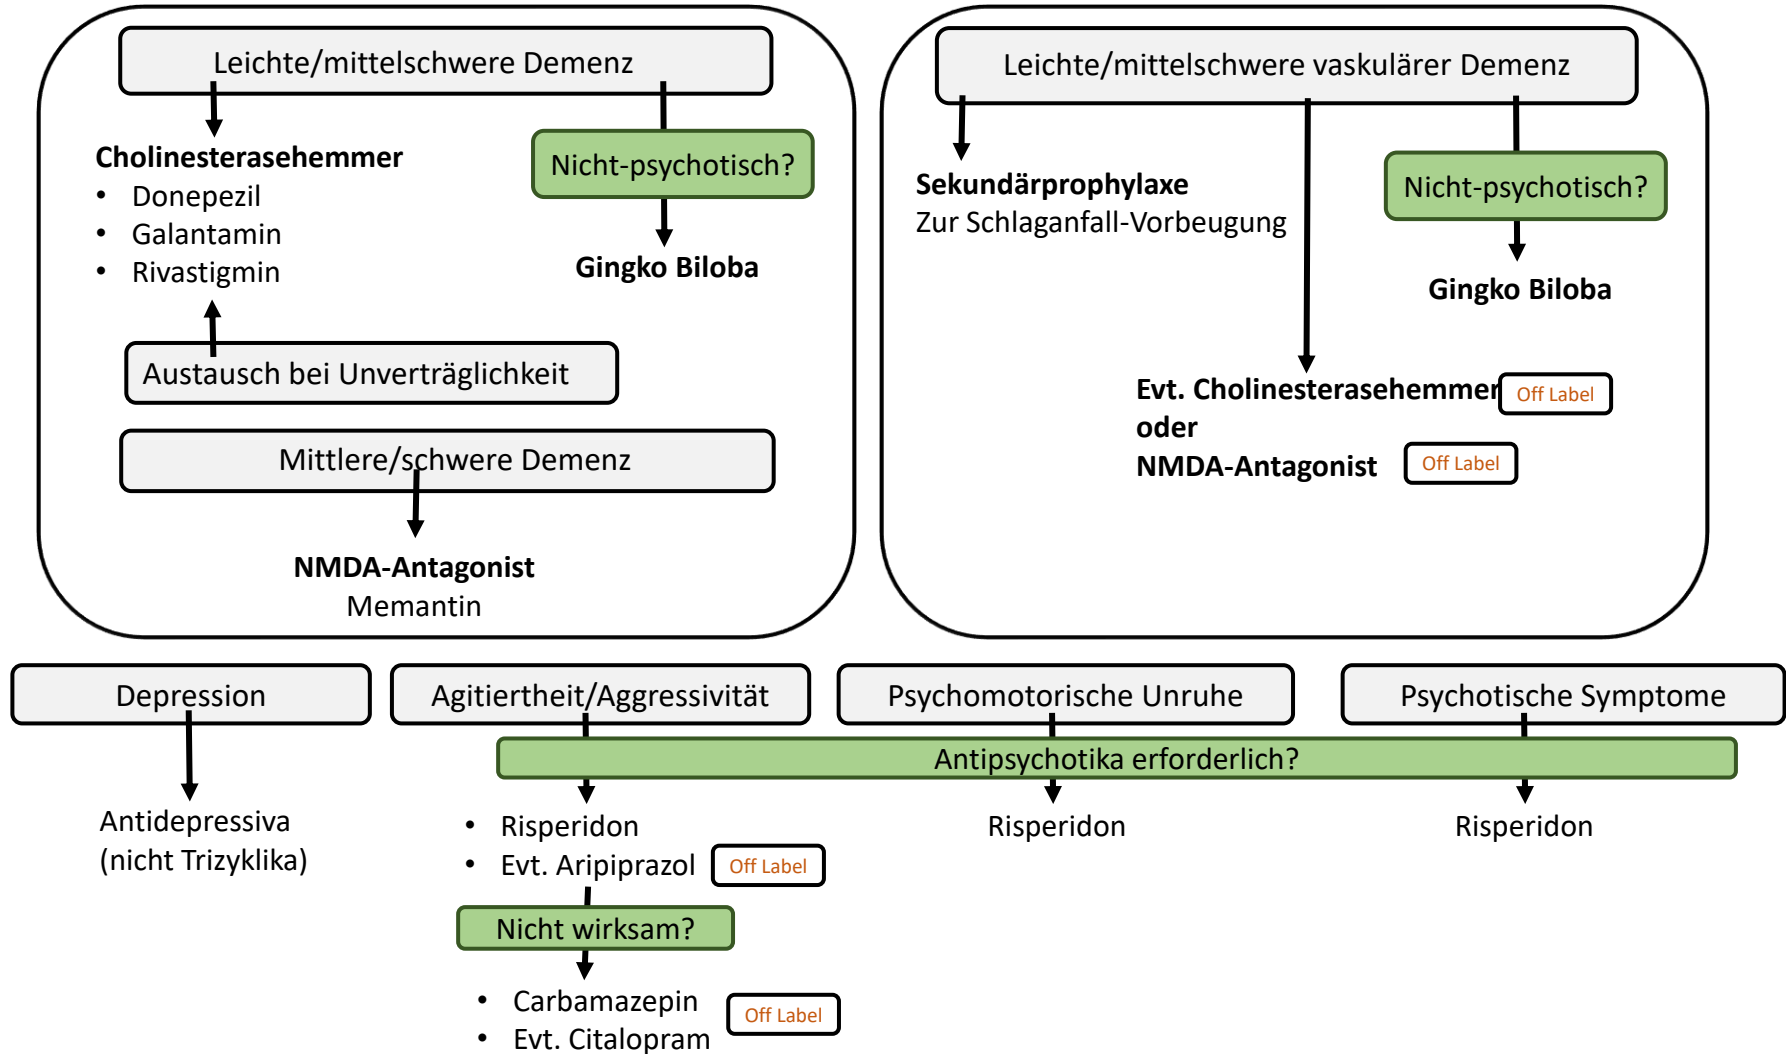 Leichte/mittelschwere Demenz
Cholinesterasehemmer
• Donepezil
• Galantamin
• Rivastigmin
Nicht-psychotisch?
Gingko Biloba
Austausch bei Unverträglichkeit
Mittlere/schwere Demenz
NMDA-Antagonist
Memantin
Leichte/mittelschwere vaskulärer Demenz
Sekundärprophylaxe
Zur Schlaganfall-Vorbeugung
Nicht-psychotisch?
Gingko Biloba
Evt. Cholinesterasehemmer Off Label
oder
NMDA-Antagonist Off Label
Depression
Antidepressiva
(nicht Trizyklika)
Agitiertheit/Aggressivität
Psychomotorische Unruhe
Psychotische Symptome
Antipsychotika erforderlich?
• Risperidon
• Evt. Aripiprazol Off Label
Nicht wirksam?
• Carbamazepin
• Evt. Citalopram
Off Label
Risperidon
Risperidon